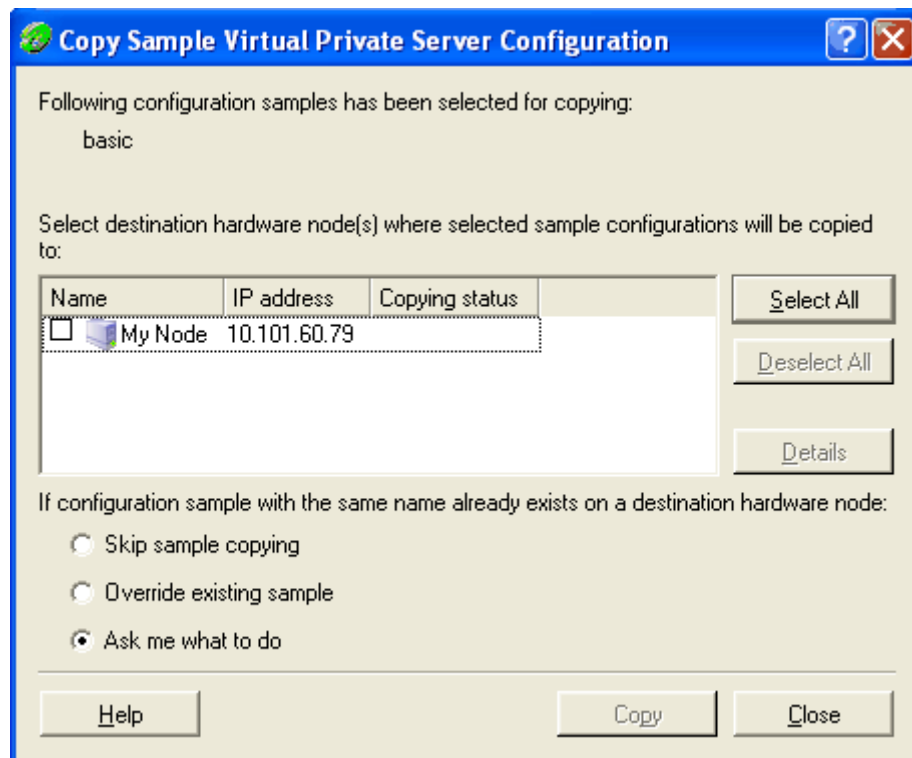 Copy Sample Virtual Private Server Configuration
Following configuration samples has been selected for copying:
basic
Select destination hardware node(s) where selected sample configurations will be copied
to:
Name IP address Copying status
My Node 10.101.60.79
Select All
Deselect All
Details
If configuration sample with the same name already exists on a destination hardware node:
Skip sample copying
Override existing sample
Ask me what to do
Help Copy Close